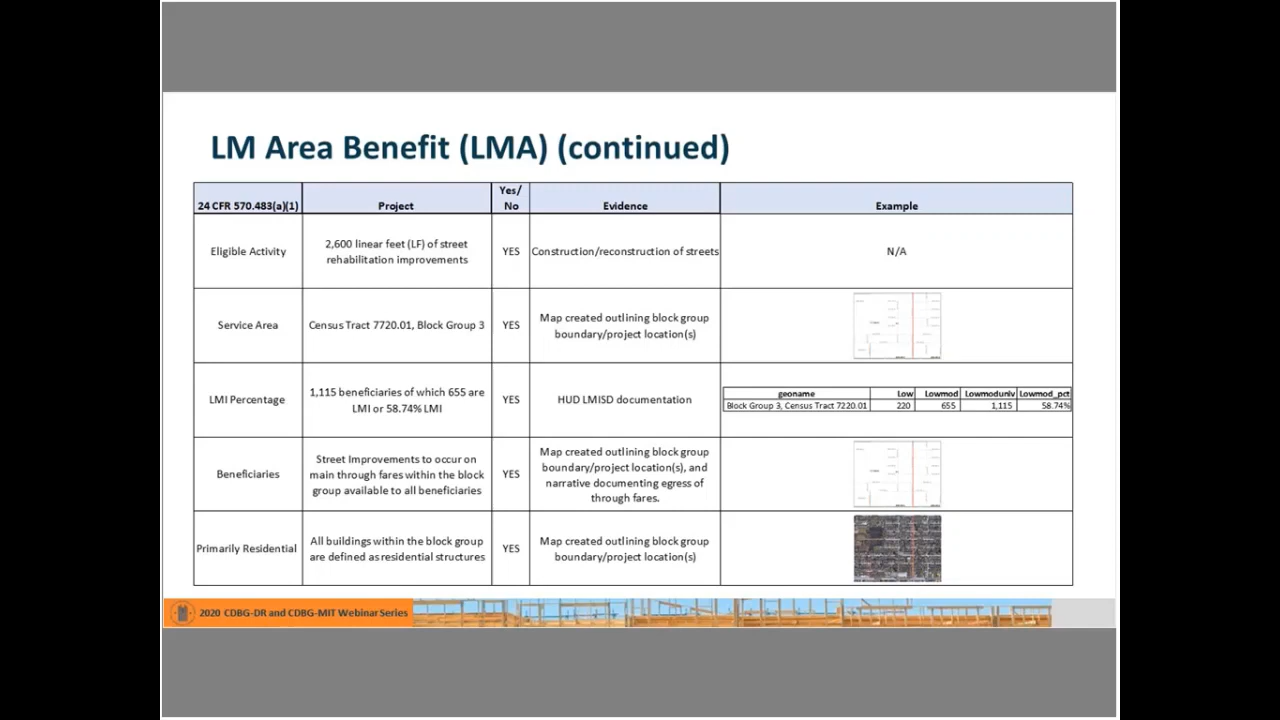 LM Area Benefit (LMA) (continued)
24 CFR 570.483(a)(1) Project Yes/ No Evidence Example
Eligible Activity
2,600 linear feet (LF) of street
rehabilitation improvements
YES
Construction/reconstruction of streets
N/A
Service Area
Census Tract 7720.01, Block Group 3
YES
Map created outlining block group
boundary/project location(s)
LMI Percentage
1,115 beneficiaries of which 655 are
LMI or 58.74% LMI
YES
HUD LMISD documentation
geoname Low Lowmod Lowmoduniv Lowmod_pct
Block Group 3, Census Tract 7220.01 220 655 1,115 58.74%
Beneficiaries
Street Improvements to occur on
main through fares within the block
group available to all beneficiaries
YES
Map created outlining block group
boundary/project location(s), and
narrative documenting egress of
through fares.
Primarily Residential
All buildings within the block group
are defined as residential structures
YES
Map created outlining block group
boundary/project location(s)
2020 CDBG-DR and CDBG-MIT Webinar Series